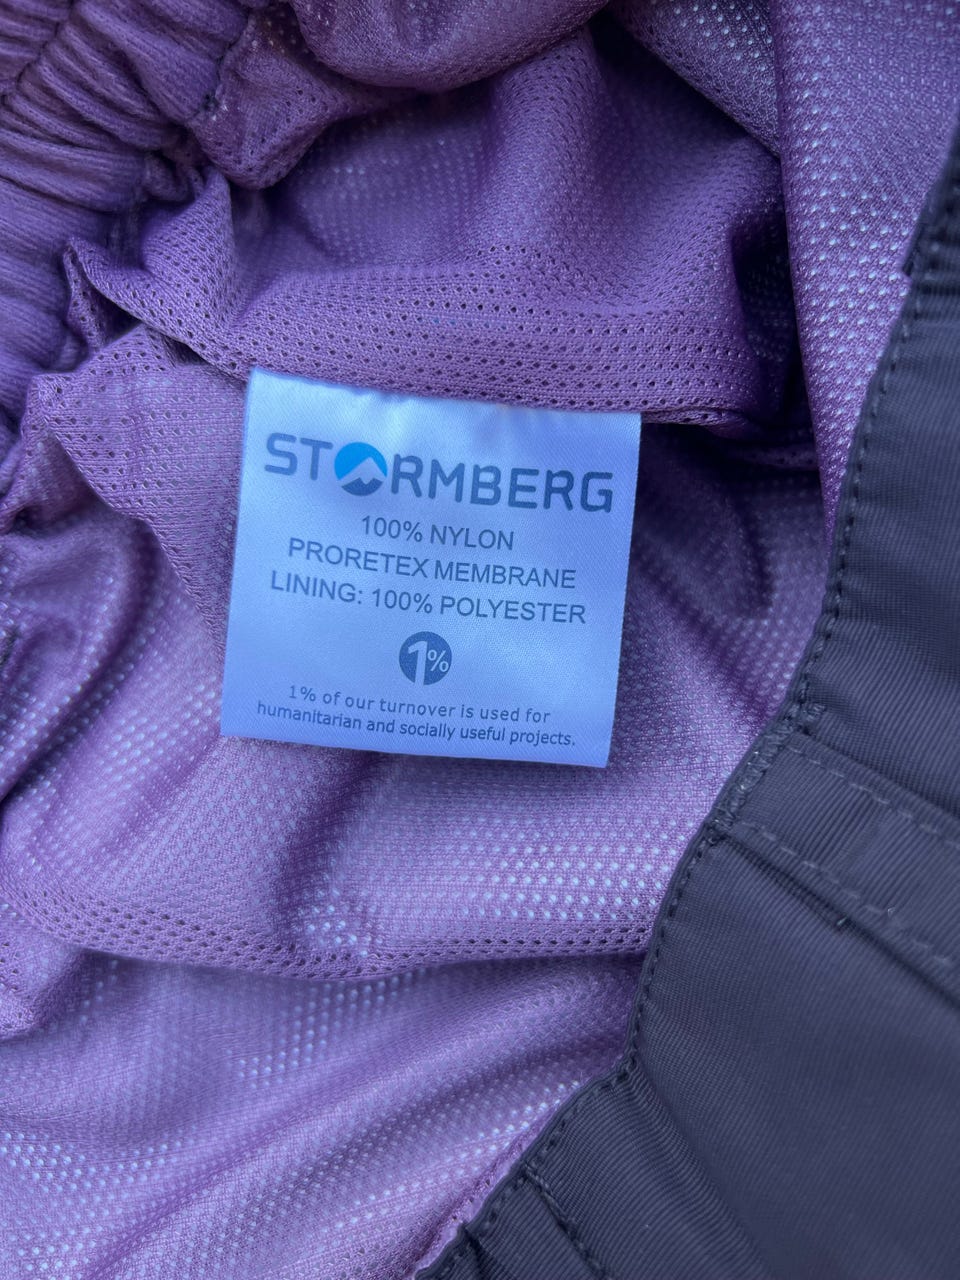 STORMBERG
100% NYLON
PRORETEX MEMBRANE
LINING: 100% POLYESTER
1%
1% of our turnover is used for
humanitarian and socially useful projects.